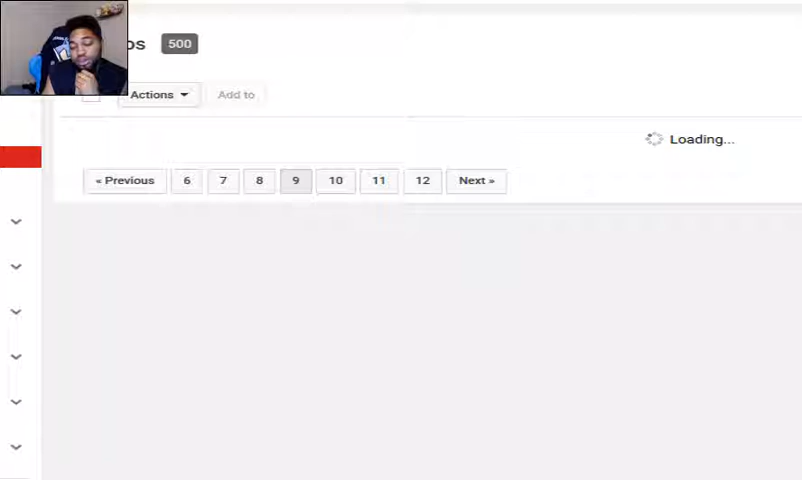 os 500
Actions Add to
Loading...
« Previous 6 7 8 9 10 11 12 Next »